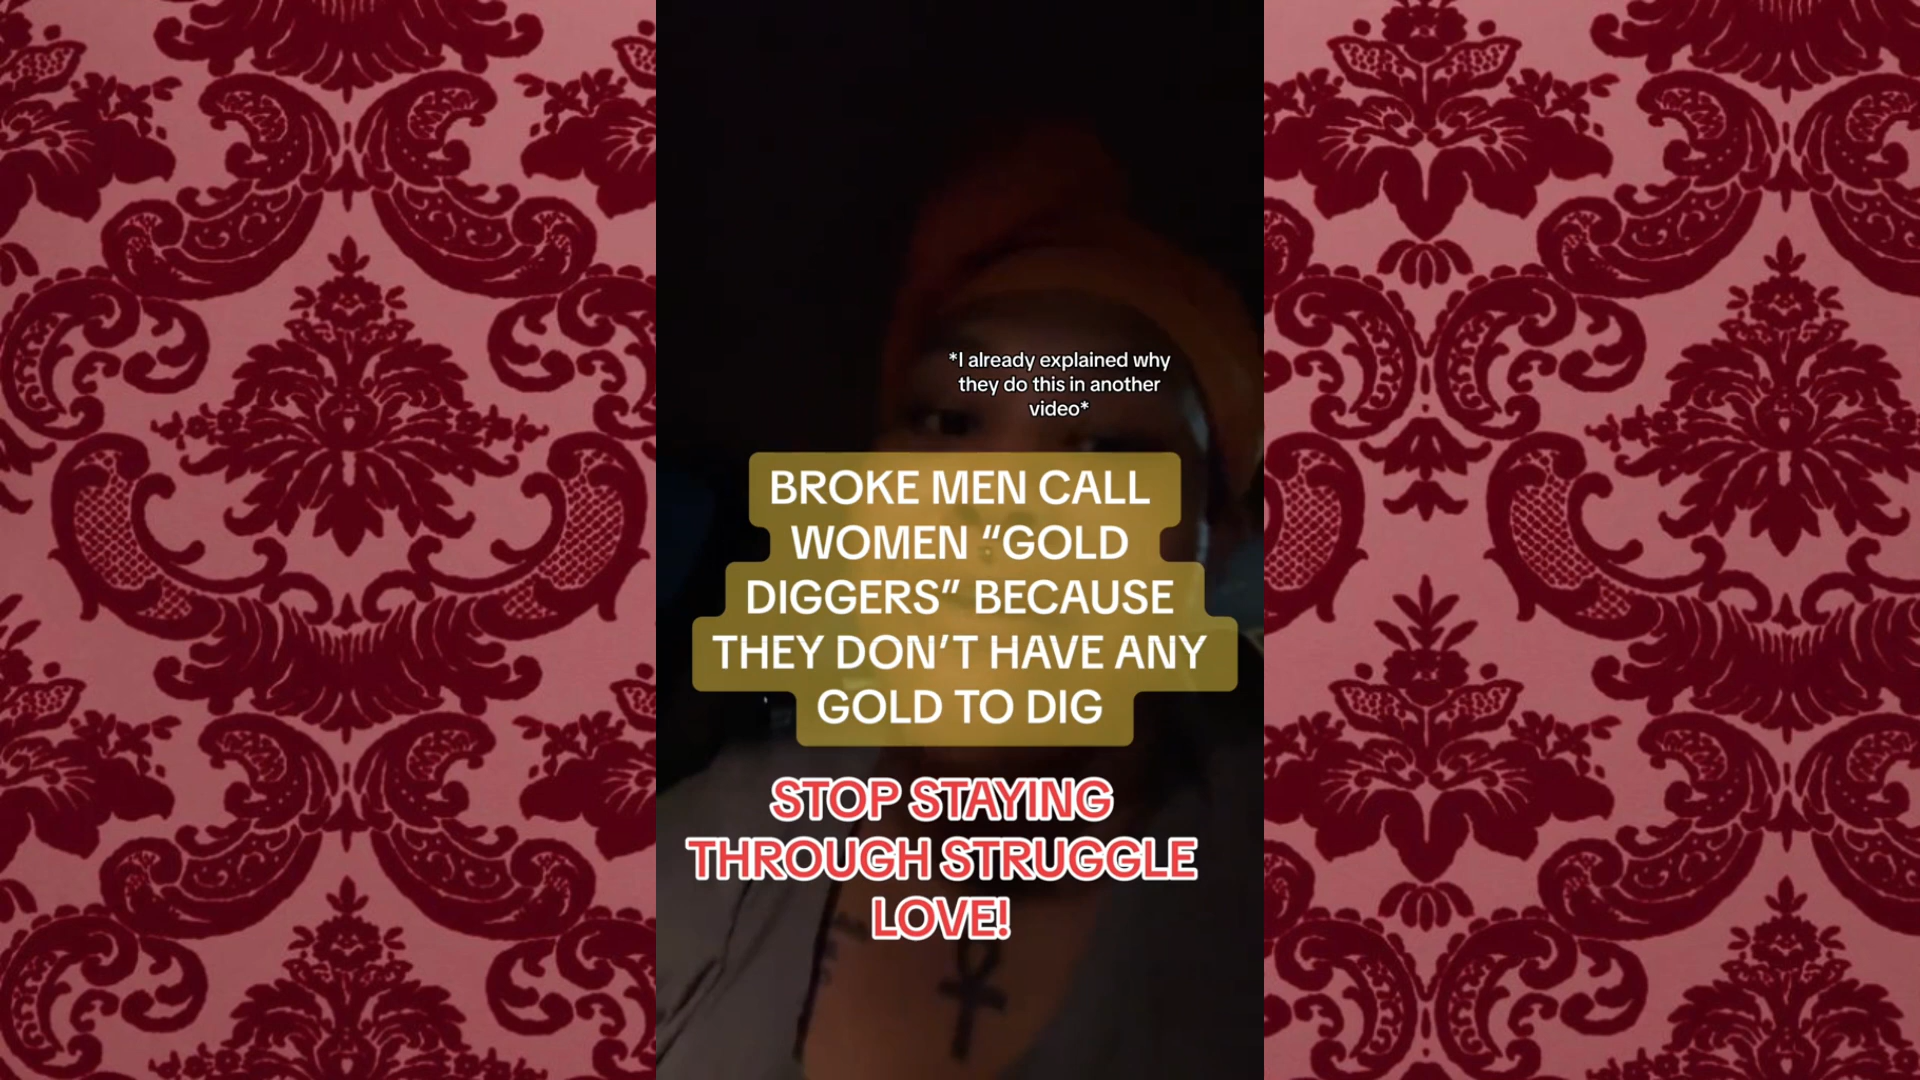 *I already explained why
they do this in another
video*
BROKE MEN CALL
WOMEN “GOLD
DIGGERS” BECAUSE
THEY DON’T HAVE ANY
GOLD TO DIG
STOP STAYING
THROUGH STRUGGLE
LOVE!